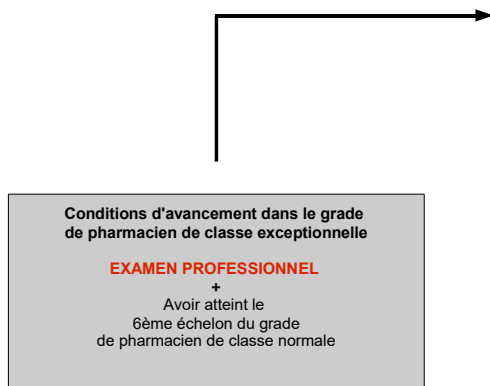 Conditions d'avancement dans le grade
de pharmacien de classe exceptionnelle
EXAMEN PROFESSIONNEL
+
Avoir atteint le
6ème échelon du grade
de pharmacien de classe normale